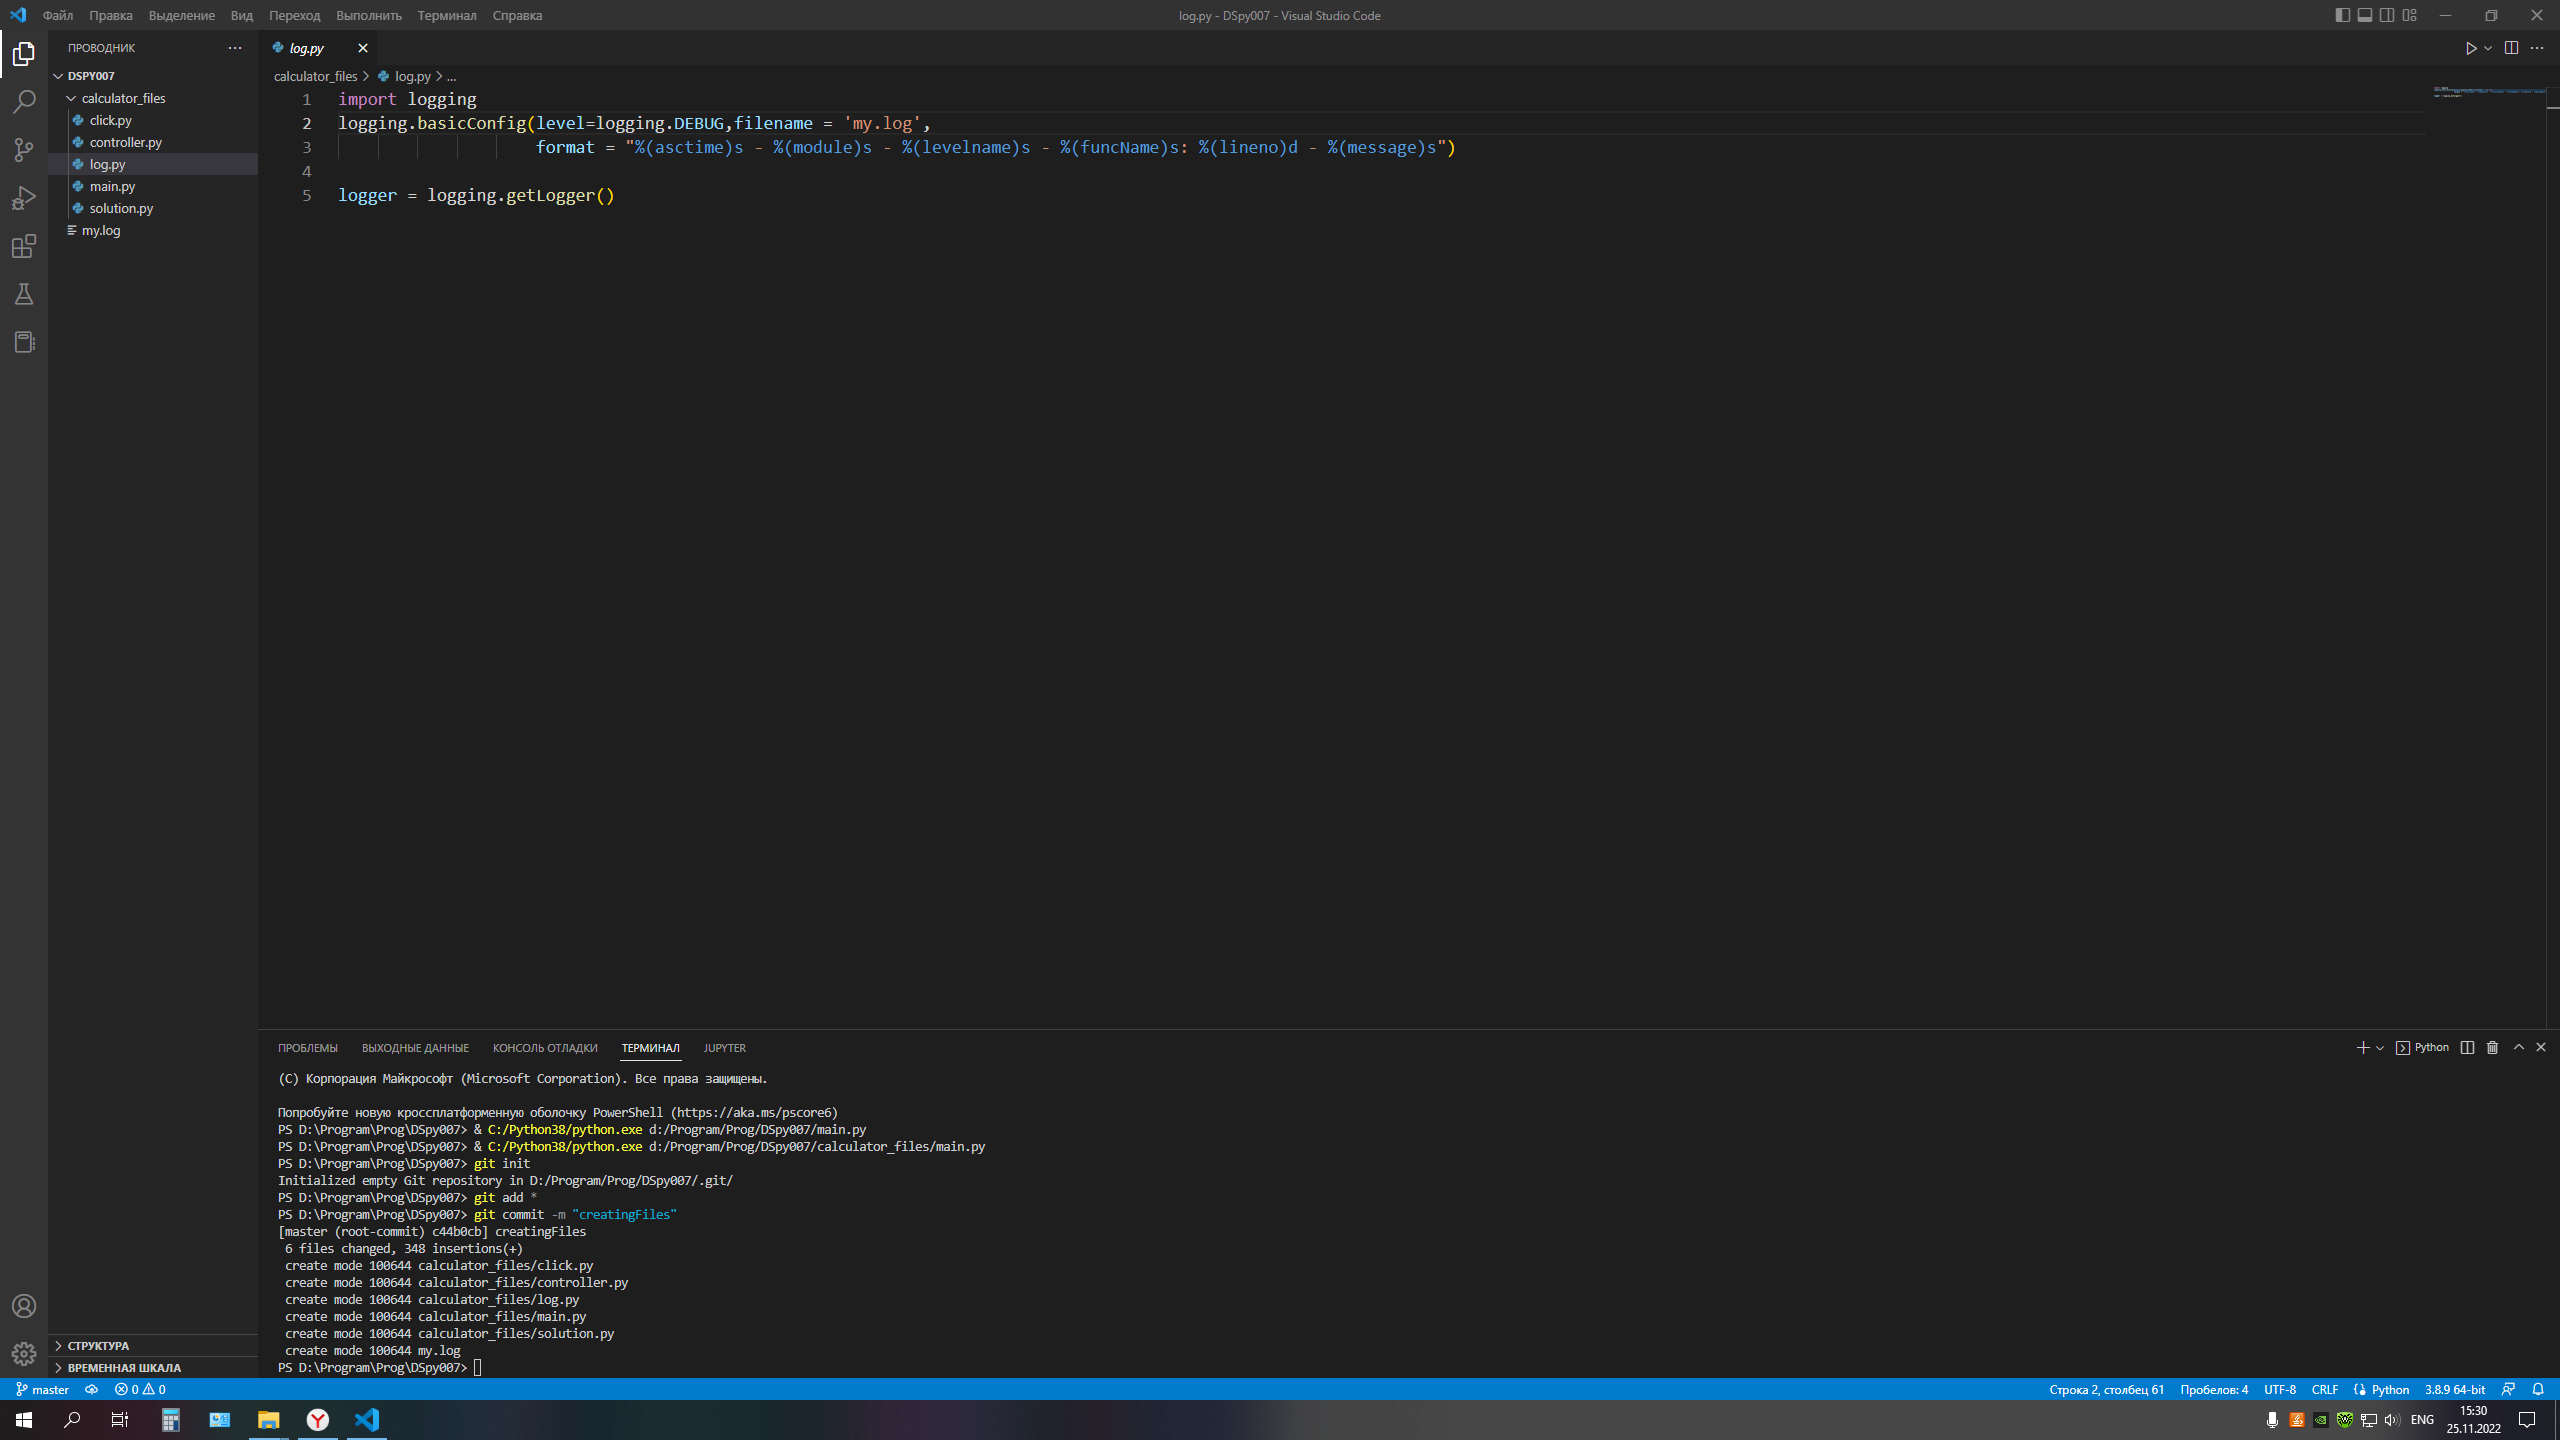 Файл Правка Выделение Вид Переход Выполнить Терминал Справка
log.py - DSpy007 - Visual Studio Code
ПРОВОДНИК
DSPY007
calculator_files
click.py
controller.py
log.py
main.py
solution.py
my.log
СТРУКТУРА
ВРЕМЕННАЯ ШКАЛА
log.py
calculator_files > log.py > ...
1 import logging
2 logging.basicConfig(level=logging.DEBUG,filename = 'my.log',
3 format = "%(asctime)s - %(module)s - %(levelname)s - %(funcName)s: %(lineno)d - %(message)s")
4
5 logger = logging.getLogger()
ПРОБЛЕМЫ ВЫХОДНЫЕ ДАННЫЕ КОНСОЛЬ ОТЛАДКИ ТЕРМИНАЛ JUPYTER
Python
(C) Корпорация Майкрософт (Microsoft Corporation). Все права защищены.
Попробуйте новую кроссплатформенную оболочку PowerShell (https://aka.ms/pscore6)
PS D:\Program\Prog\DSpy007> & C:/Python38/python.exe d:/Program/Prog/DSpy007/main.py
PS D:\Program\Prog\DSpy007> & C:/Python38/python.exe d:/Program/Prog/DSpy007/calculator_files/main.py
PS D:\Program\Prog\DSpy007> git init
Initialized empty Git repository in D:/Program/Prog/DSpy007/.git/
PS D:\Program\Prog\DSpy007> git add *
PS D:\Program\Prog\DSpy007> git commit -m "creatingFiles"
[master (root-commit) c44b0cb] creatingFiles
6 files changed, 348 insertions(+)
create mode 100644 calculator_files/click.py
create mode 100644 calculator_files/controller.py
create mode 100644 calculator_files/log.py
create mode 100644 calculator_files/main.py
create mode 100644 calculator_files/solution.py
create mode 100644 my.log
PS D:\Program\Prog\DSpy007>
master 0 0
Строка 2, столбец 61 Пробелов: 4 UTF-8 CRLF Python 3.8.9 64-bit
ENG
15:30
25.11.2022